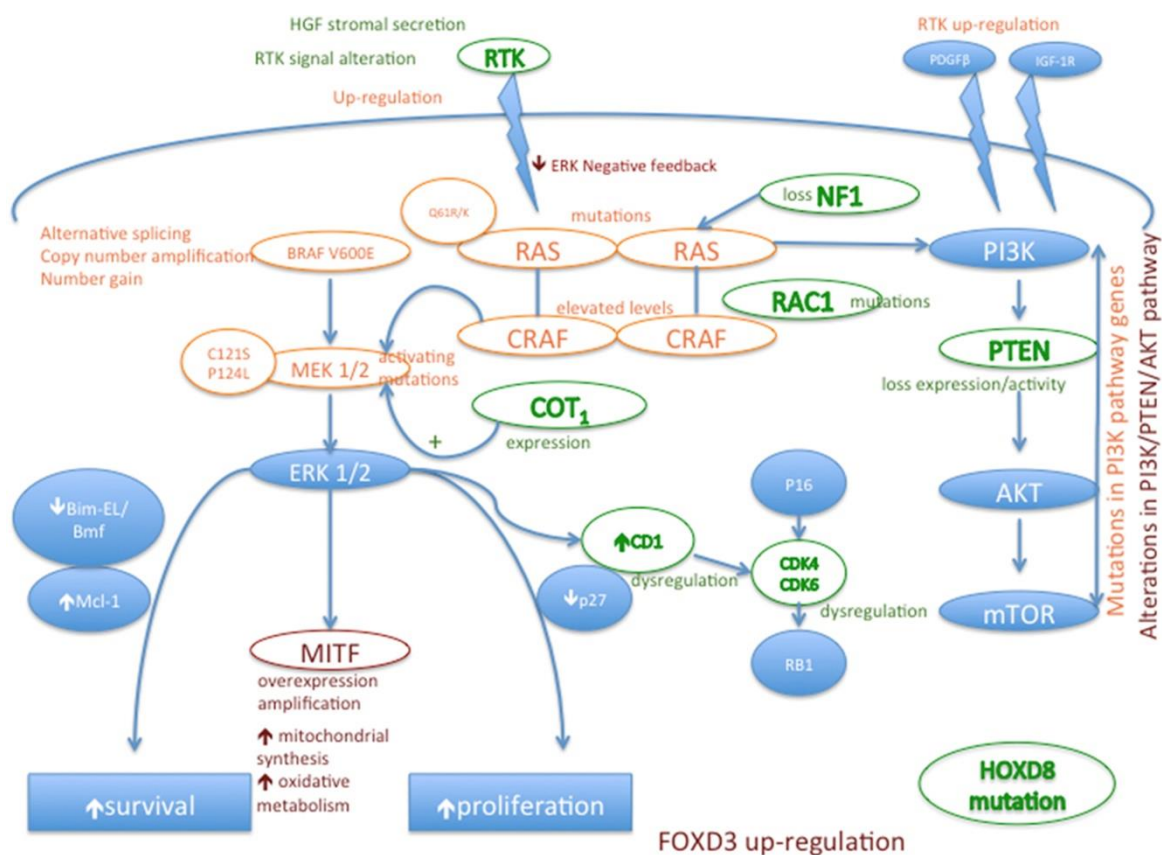 HGF stromal secretion
RTK signal alteration
RTK
Up-regulation
RTK up-regulation
PDGFβ
IGF-1R
↓ ERK Negative feedback
loss NF1
Q61R/K
mutations
RAS
RAS
PI3K
Alternative splicing
Copy number amplification
Number gain
BRAF V600E
RAC1 mutations
elevated levels
CRAF
CRAF
PTEN
loss expression/activity
C121S
P124L
MEK 1/2
activating
mutations
COT1
expression
+
ERK 1/2
P16
AKT
↓Bim-EL/
Bmf
↑Mcl-1
↑CD1
dysregulation
CDK4
CDK6
dysregulation
↓p27
mTOR
RB1
MITF
overexpression
amplification
↑ mitochondrial
synthesis
↑ oxidative
metabolism
↑survival
↑proliferation
HOXD8
mutation
FOXD3 up-regulation
Mutations in PI3K pathway genes
Alterations in PI3K/PTEN/AKT pathway